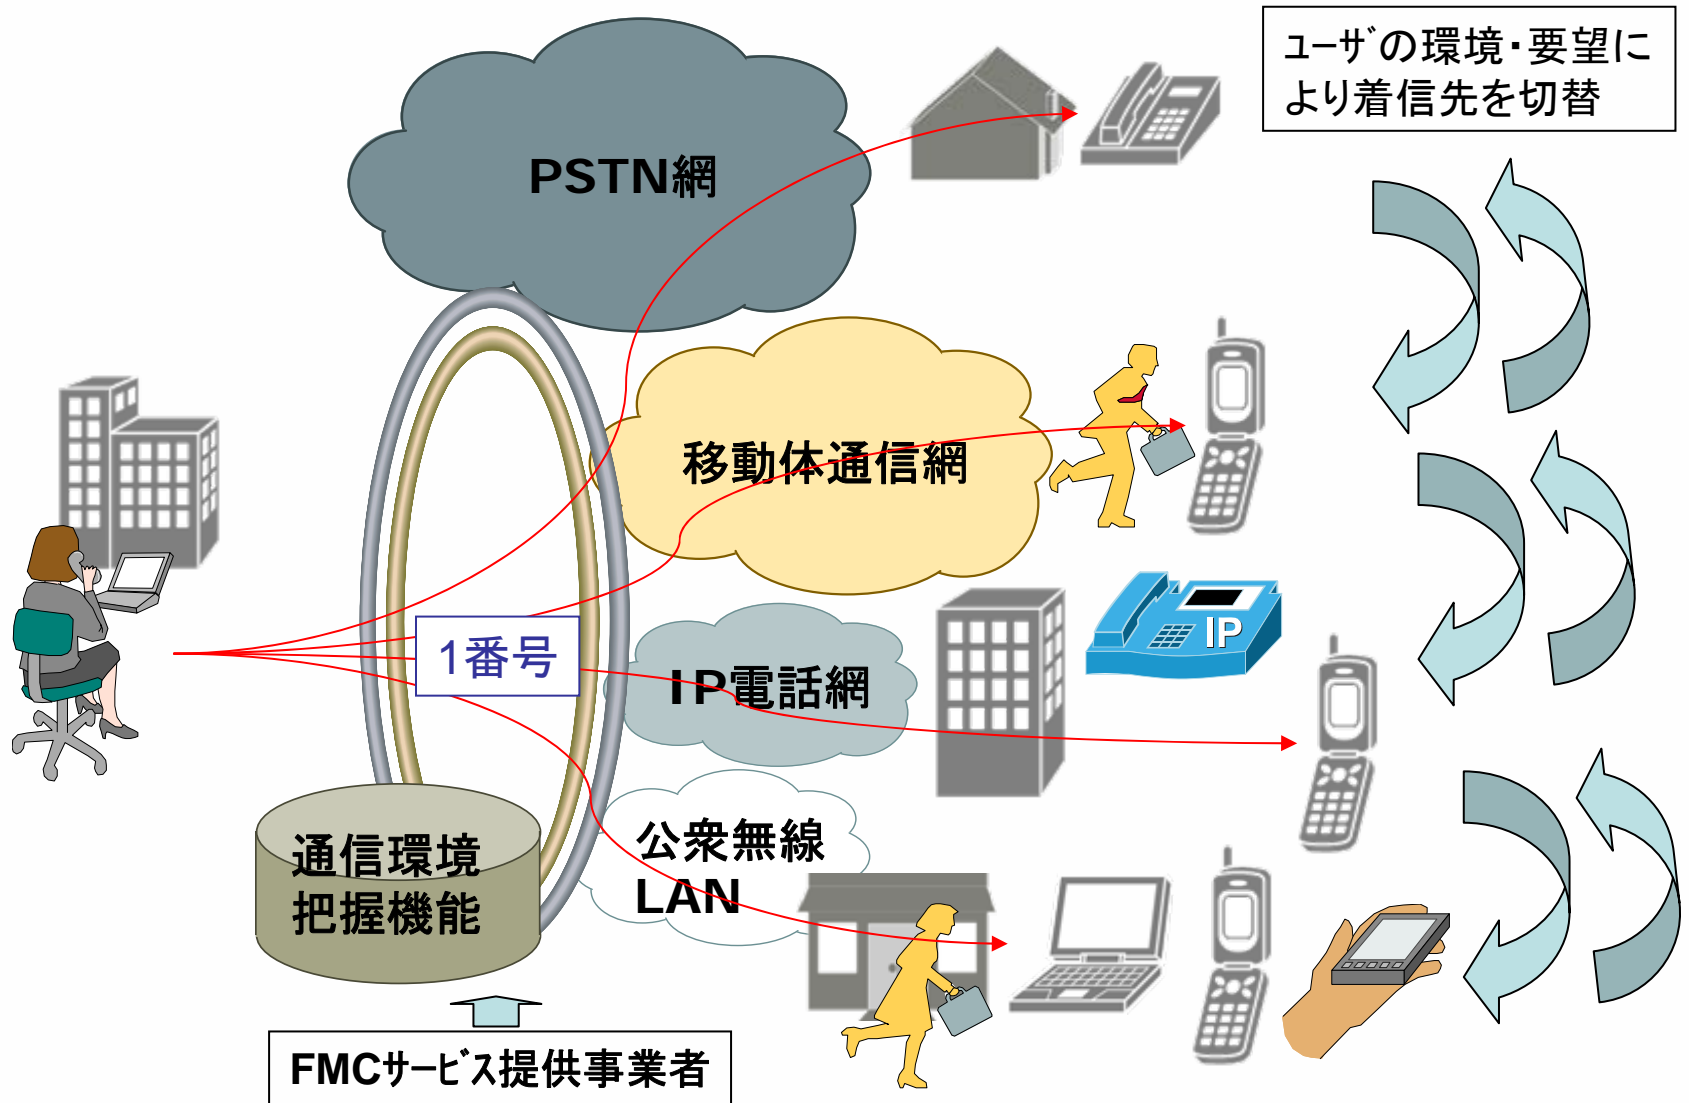 ﾕｰｻﾞの環境・要望に
より着信先を切替
PSTN網
移動体通信網
1番号
IP電話網
IP
公衆無線
LAN
通信環境
把握機能
FMCｻｰﾋﾞｽ提供事業者